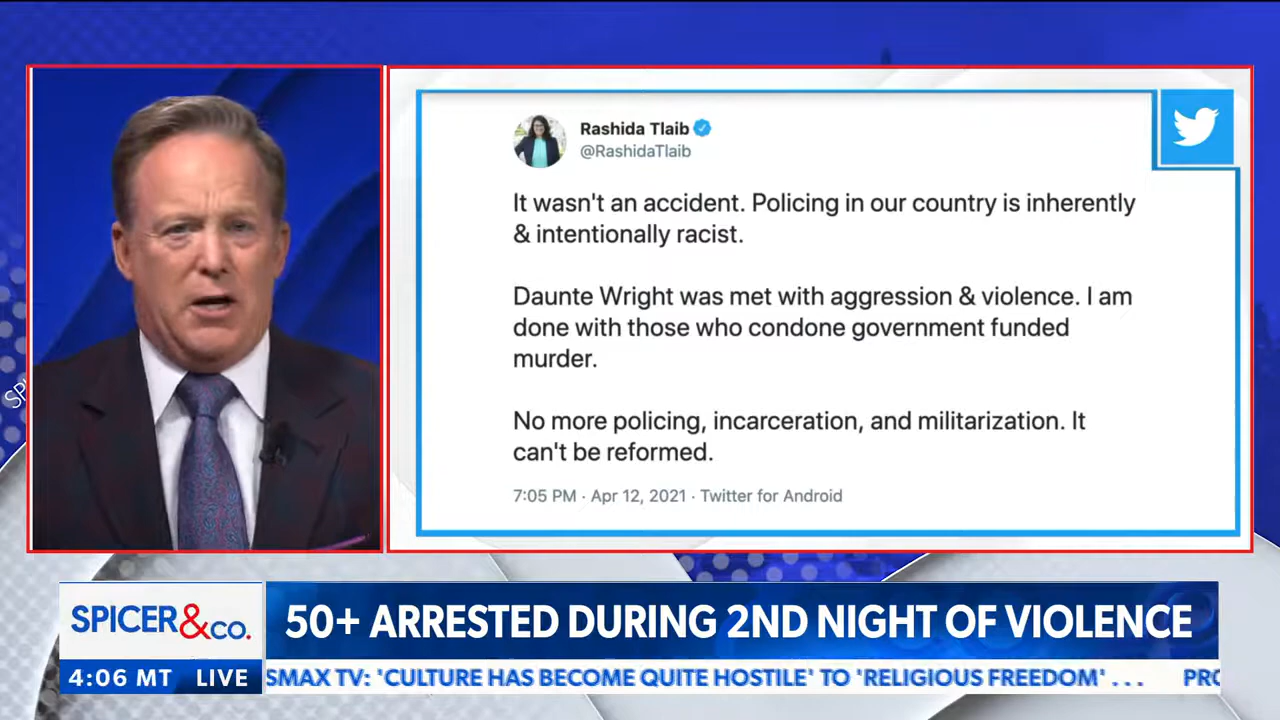 Rashida Tlaib
@RashidaTlaib
It wasn't an accident. Policing in our country is inherently
& intentionally racist.
Daunte Wright was met with aggression & violence. I am
done with those who condone government funded
murder.
No more policing, incarceration, and militarization. It
can't be reformed.
7:05 PM · Apr 12, 2021 · Twitter for Android
SPI
SPICER&CO.
50+ ARRESTED DURING 2ND NIGHT OF VIOLENCE
4:06 MT LIVE
SMAX TV: 'CULTURE HAS BECOME QUITE HOSTILE' TO 'RELIGIOUS FREEDOM' . . . PRO